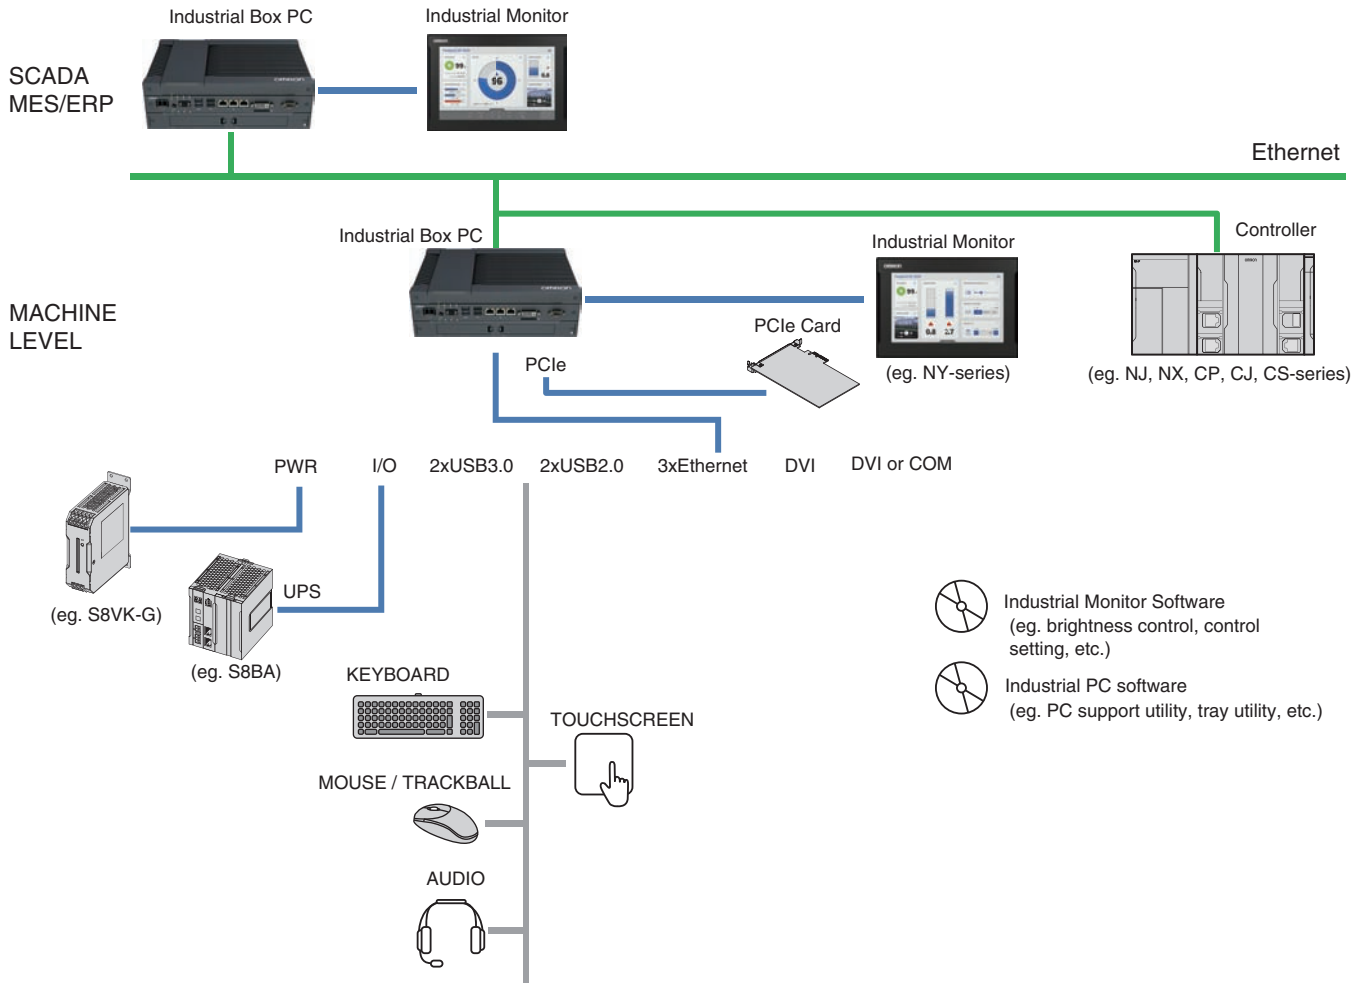 Industrial Box PC
Industrial Monitor
SCADA
MES/ERP
omron
Ethernet
Industrial Box PC
Industrial Monitor
Controller
omron
MACHINE
LEVEL
PCIe Card
PCIe
(eg. NY-series)
(eg. NJ, NX, CP, CJ, CS-series)
PWR
I/O
2xUSB3.0
2xUSB2.0
3xEthernet
DVI
DVI or COM
UPS
(eg. S8VK-G)
(eg. S8BA)
Industrial Monitor Software
(eg. brightness control, control
setting, etc.)
Industrial PC software
(eg. PC support utility, tray utility, etc.)
KEYBOARD
TOUCHSCREEN
MOUSE / TRACKBALL
AUDIO